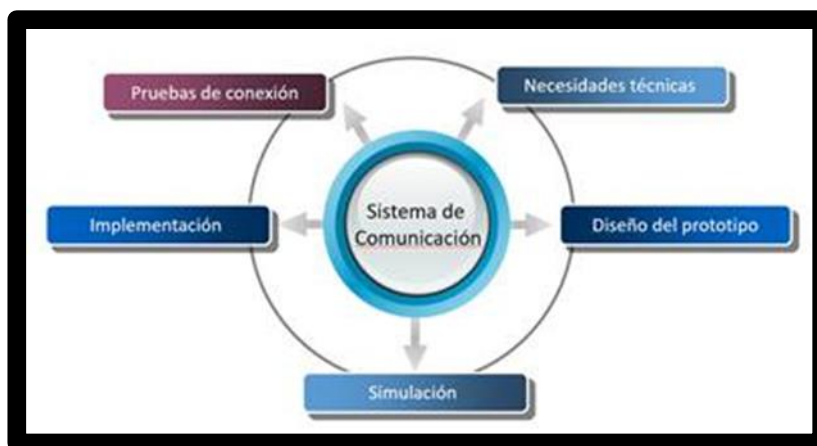 Pruebas de conexión
Necesidades técnicas
Sistema de
Comunicación
Implementación
Diseño del prototipo
Simulación